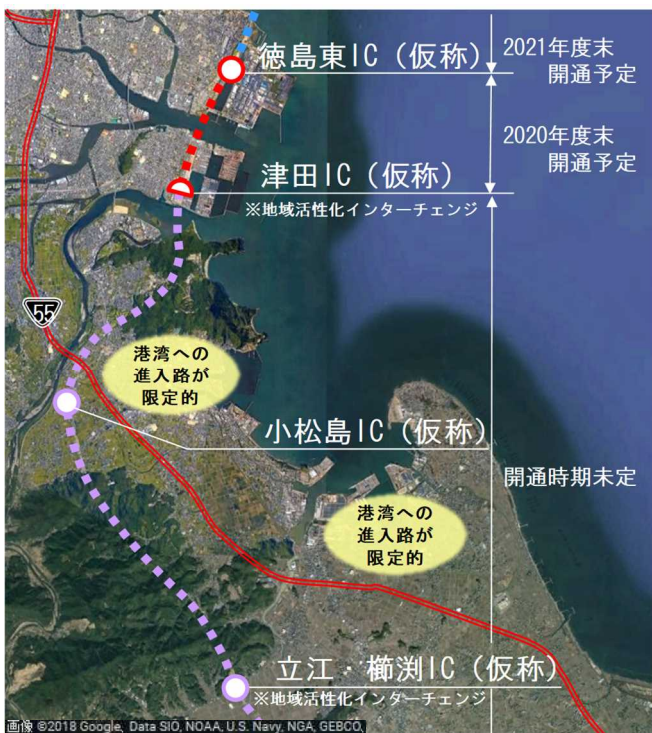 徳島東IC（仮称）
2021年度末
開通予定
2020年度末
開通予定
津田IC（仮称）
※地域活性化インターチェンジ
55
港湾への
進入路が
限定的
小松島IC（仮称）
開通時期未定
港湾への
進入路が
限定的
立江・櫛渕IC（仮称）
※地域活性化インターチェンジ
画像 ©2018 Google, Data SIO, NOAA, U.S. Navy, NGA, GEBCO,